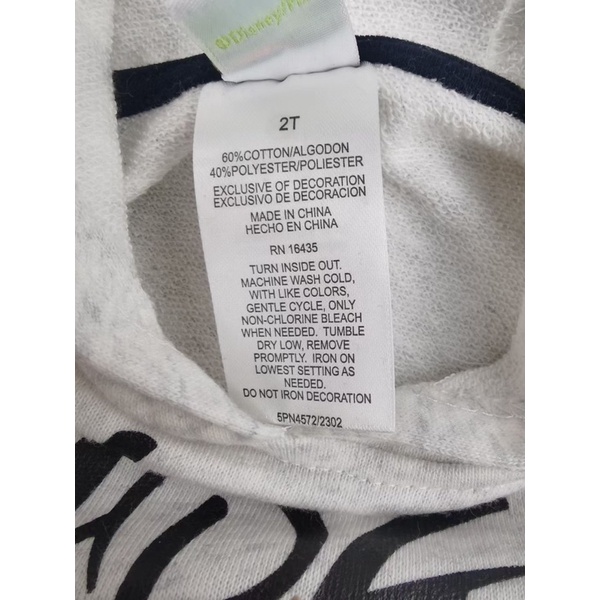 ©Disney/
2T
60%COTTON/ALGODON
40%POLYESTER/POLIESTER
EXCLUSIVE OF DECORATION
EXCLUSIVO DE DECORACION
MADE IN CHINA
HECHO EN CHINA
RN 16435
TURN INSIDE OUT.
MACHINE WASH COLD,
WITH LIKE COLORS,
GENTLE CYCLE, ONLY
NON-CHLORINE BLEACH
WHEN NEEDED. TUMBLE
DRY LOW, REMOVE
PROMPTLY. IRON ON
LOWEST SETTING AS
NEEDED.
DO NOT IRON DECORATION
5PN4572/2302